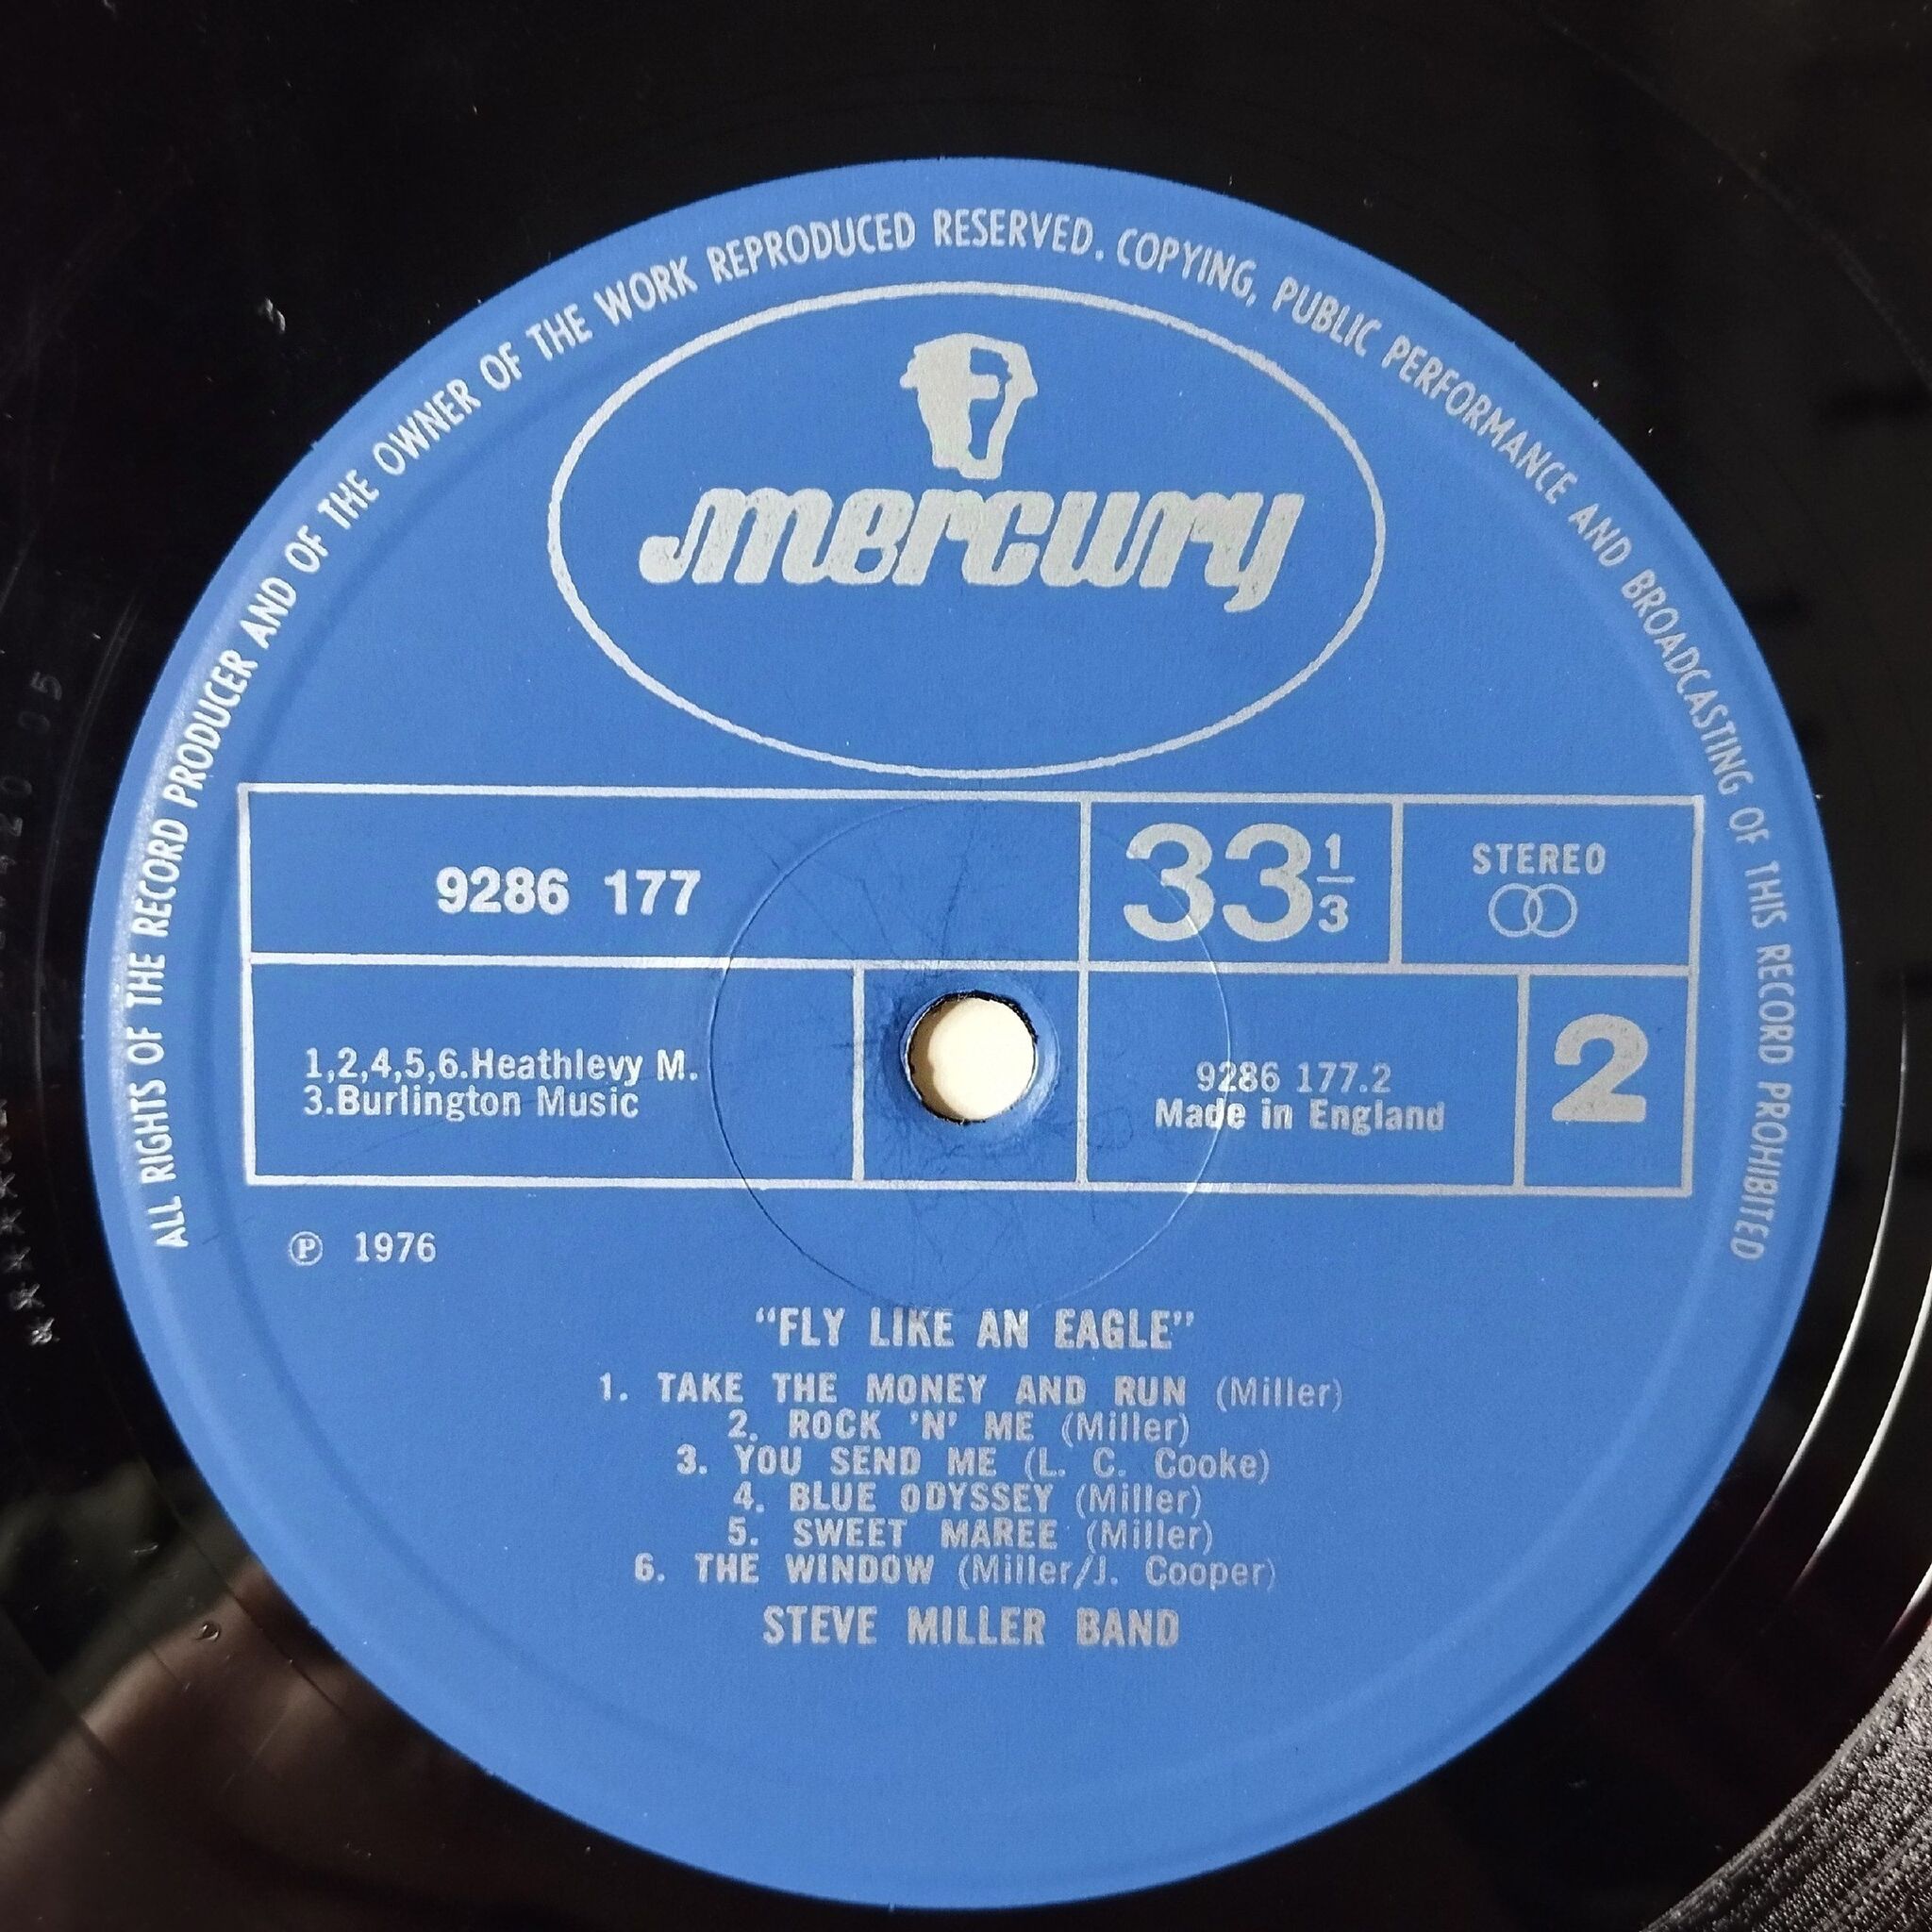 ALL RIGHTS OF THE RECORD PRODUCER AND OF THE OWNER OF THE WORK REPRODUCED RESERVED. COPYING, PUBLIC PERFORMANCE AND BROADCASTING OF THIS RECORD PROHIBITED
mercury
9286 177
33 1/3
STEREO
1,2,4,5,6.Heathlevy M.
3.Burlington Music
9286 177.2
Made in England
2
℗ 1976
“FLY LIKE AN EAGLE”
1. TAKE THE MONEY AND RUN (Miller)
2. ROCK 'N' ME (Miller)
3. YOU SEND ME (L. C. Cooke)
4. BLUE ODYSSEY (Miller)
5. SWEET MAREE (Miller)
6. THE WINDOW (Miller/J. Cooper)
STEVE MILLER BAND